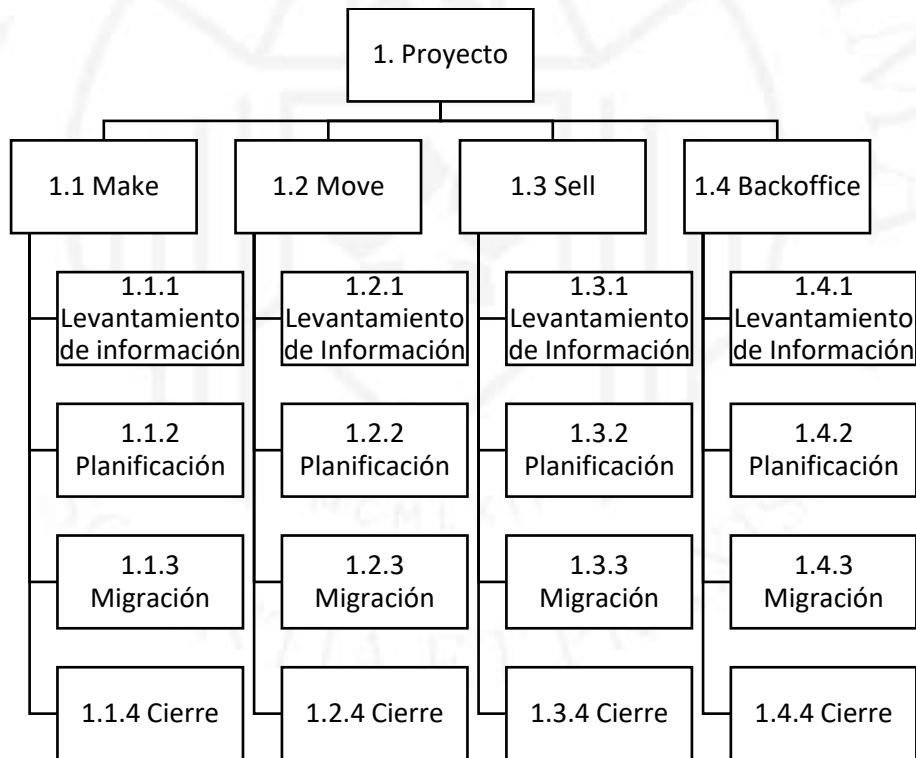 1. Proyecto
1.1 Make
1.2 Move
1.3 Sell
1.4 Backoffice
1.1.1
Levantamiento
de información
1.2.1
Levantamiento
de Información
1.3.1
Levantamiento
de Información
1.4.1
Levantamiento
de Información
1.1.2
Planificación
1.2.2
Planificación
1.3.2
Planificación
1.4.2
Planificación
1.1.3
Migración
1.2.3
Migración
1.3.3
Migración
1.4.3
Migración
1.1.4 Cierre
1.2.4 Cierre
1.3.4 Cierre
1.4.4 Cierre